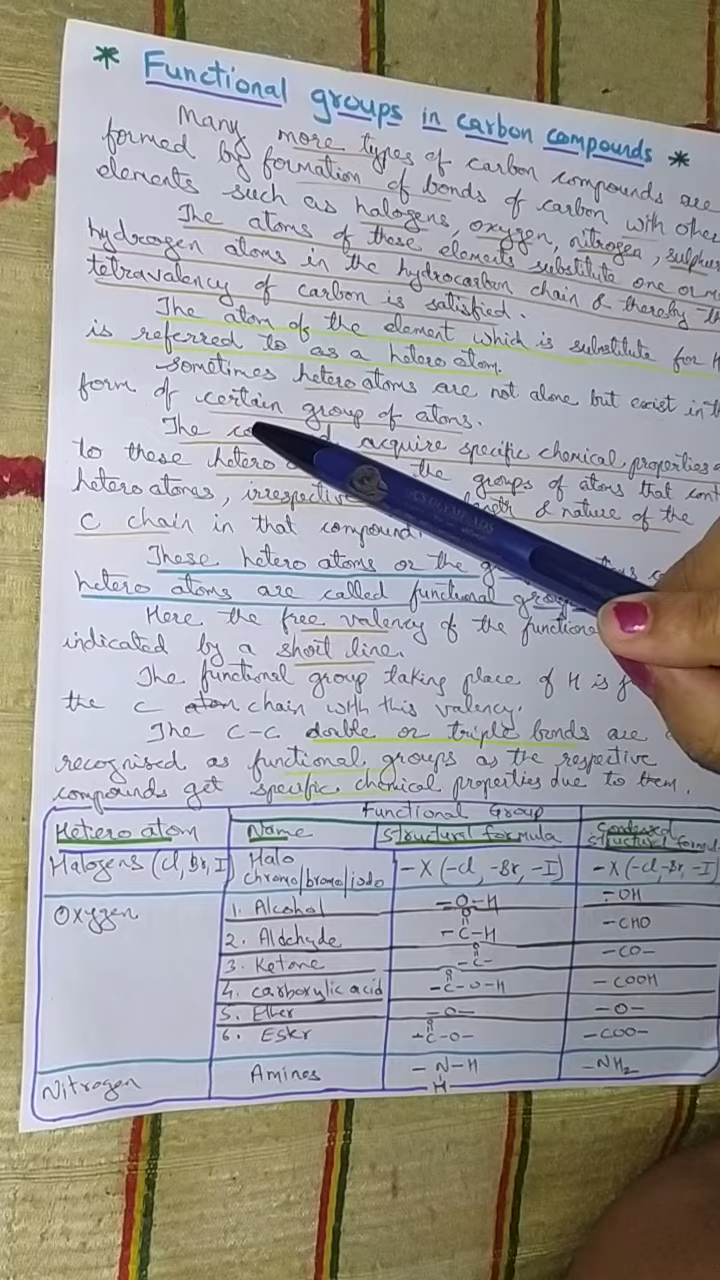 * Functional groups in carbon compounds *
Many more types of carbon compounds are
formed by formation of bonds of carbon with other
elements such as halogens, oxygen, nitrogen, sulphur
The atoms of these elements substitute one or
hydrogen atoms in the hydrocarbon chain & thereby
tetravalency of carbon is satisfied.
The atom of the element which is substitute for H
is referred to as a hetero atom.
Sometimes hetero atoms are not alone but exist in
form of certain group of atoms.
The acquire specific chemical properties
to these hetero the groups of atoms that
hetero atoms, & nature of the
C chain in that compound.
These hetero atoms or the
hetero atoms are called functional
Here the free valency of the
indicated by a short line.
The functional group taking place of H is
the C chain with this valency.
The C-C double or triple bonds are
recognised as functional groups as the respective
compounds get specific chemical properties due to them.
Functional Group
Hetero atom Name Structural formula Condensed structural
Halogens (Cl, Br, I) Halo chromo/bromo/iodo -X (-Cl, -Br, -I) -X (-Cl, -Br, -I)
Oxygen 1. Alcohol -O-H -OH
2. Aldehyde O -C-H -CHO
3. Ketone O -C- -CO-
4. Carboxylic acid O -C-O-H -COOH
5. Ether -O- -O-
6. Ester O -C-O- -COO-
Nitrogen Amines -N-H H -NH₂